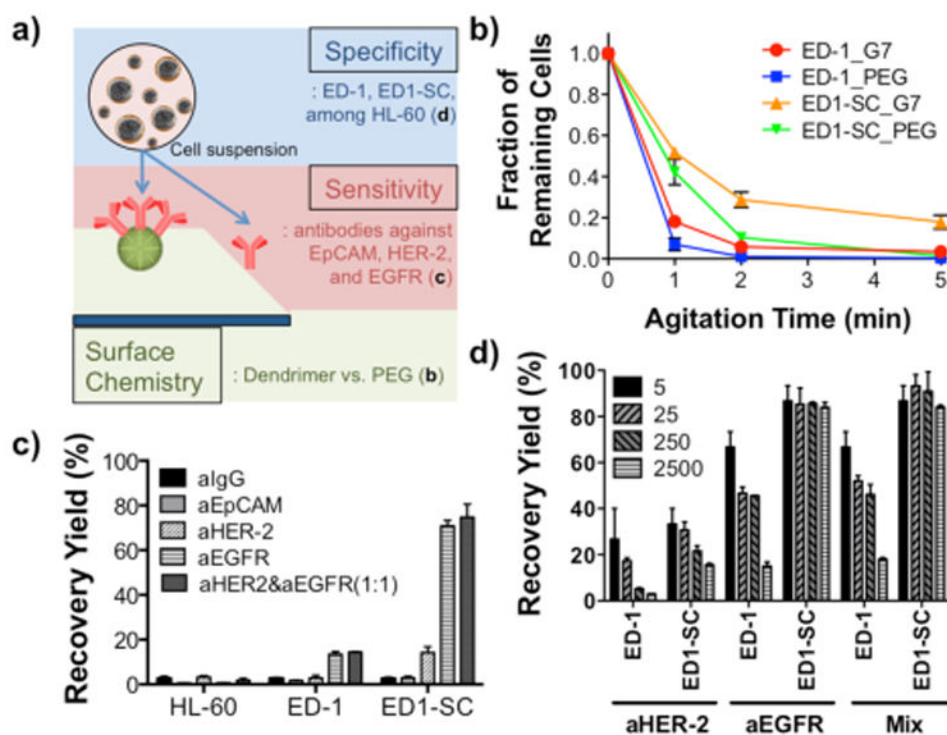 a)
Specificity
: ED-1, ED1-SC,
among HL-60 (d)
Cell suspension
Sensitivity
: antibodies against
EpCAM, HER-2,
and EGFR (c)
Surface
Chemistry
: Dendrimer vs. PEG (b)
b)
Fraction of
Remaining Cells
1.0
0.8
0.6
0.4
0.2
0.0
0 1 2 3 4 5
Agitation Time (min)
ED-1_G7
ED-1_PEG
ED1-SC_G7
ED1-SC_PEG
c)
Recovery Yield (%)
100
80
60
40
20
0
aIgG
aEpCAM
aHER-2
aEGFR
aHER2&aEGFR(1:1)
HL-60 ED-1 ED1-SC
d)
Recovery Yield (%)
100
80
60
40
20
0
5
25
250
2500
ED-1 ED1-SC ED-1 ED1-SC ED-1 ED1-SC
aHER-2 aEGFR Mix